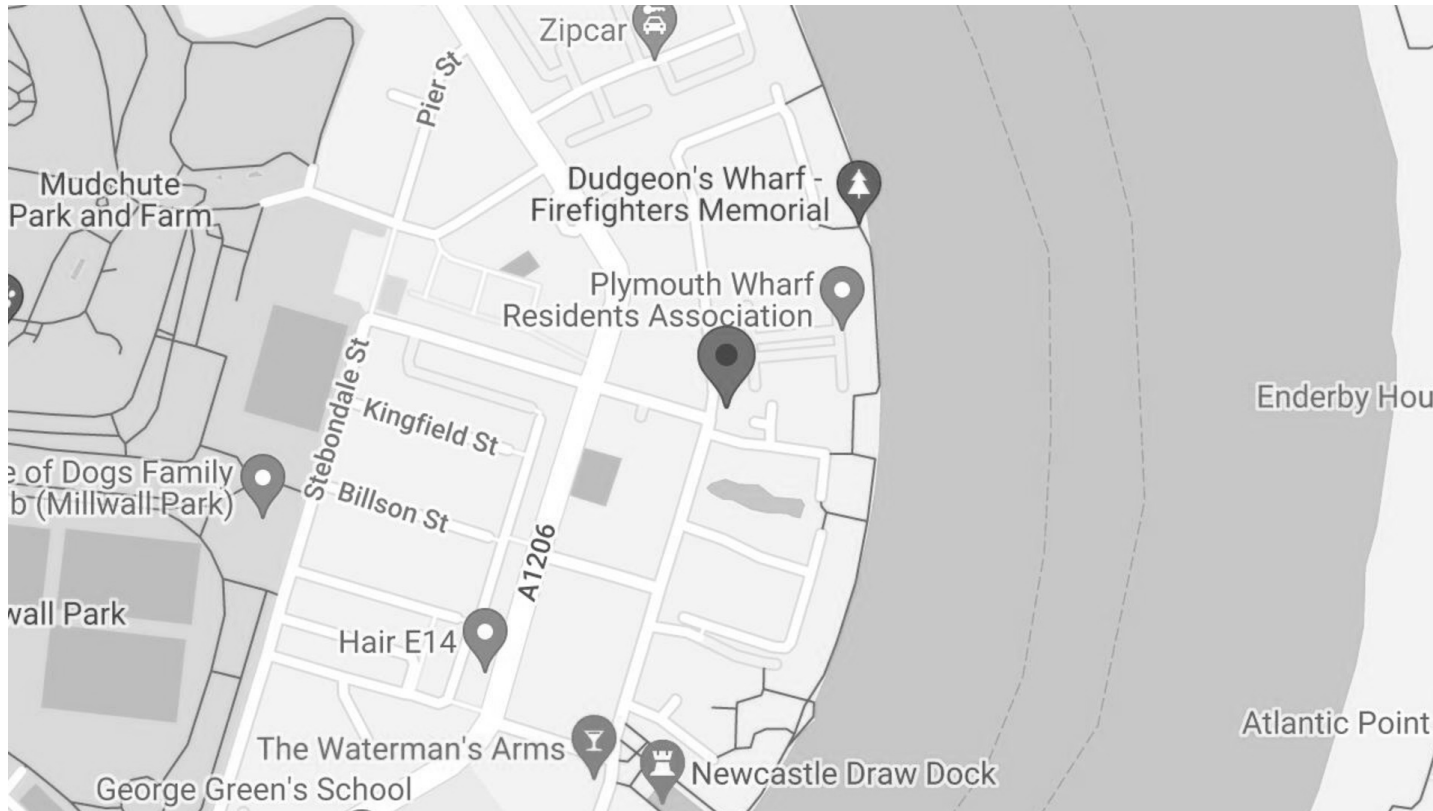 Zipcar
Pier St
Mudchute
Park and Farm
Dudgeon's Wharf -
Firefighters Memorial
Plymouth Wharf
Residents Association
Stebondale St
Kingfield St
Enderby Hou
e of Dogs Family
b (Millwall Park)
Billson St
A1206
wall Park
Hair E14
The Waterman's Arms
Atlantic Point
Newcastle Draw Dock
George Green's School